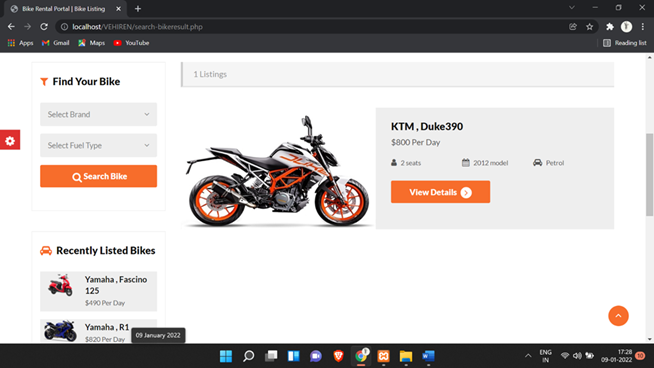 Bike Rental Portal | Bike Listing
localhost/VEHIREN/search-bikeresult.php
Apps
Gmail
Maps
YouTube
Reading list
Find Your Bike
Select Brand
Select Fuel Type
Search Bike
Recently Listed Bikes
Yamaha , Fascino
125
$490 Per Day
Yamaha , R1
$820 Per Day
1 Listings
KTM , Duke390
$800 Per Day
2 seats
2012 model
Petrol
View Details
09 January 2022
ENG
IN
17:28
09-01-2022